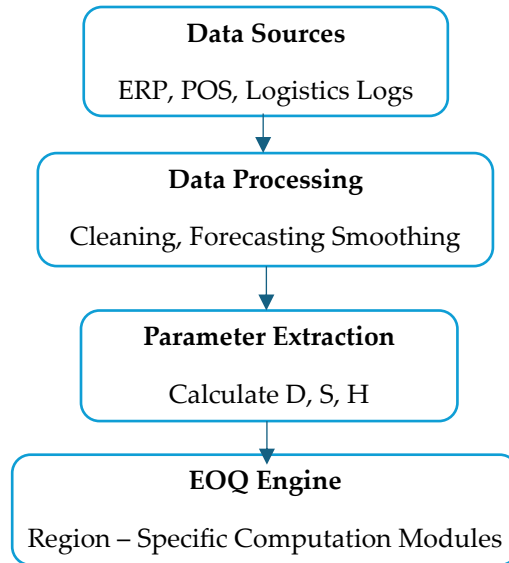 Data Sources
ERP, POS, Logistics Logs
Data Processing
Cleaning, Forecasting Smoothing
Parameter Extraction
Calculate D, S, H
EOQ Engine
Region – Specific Computation Modules